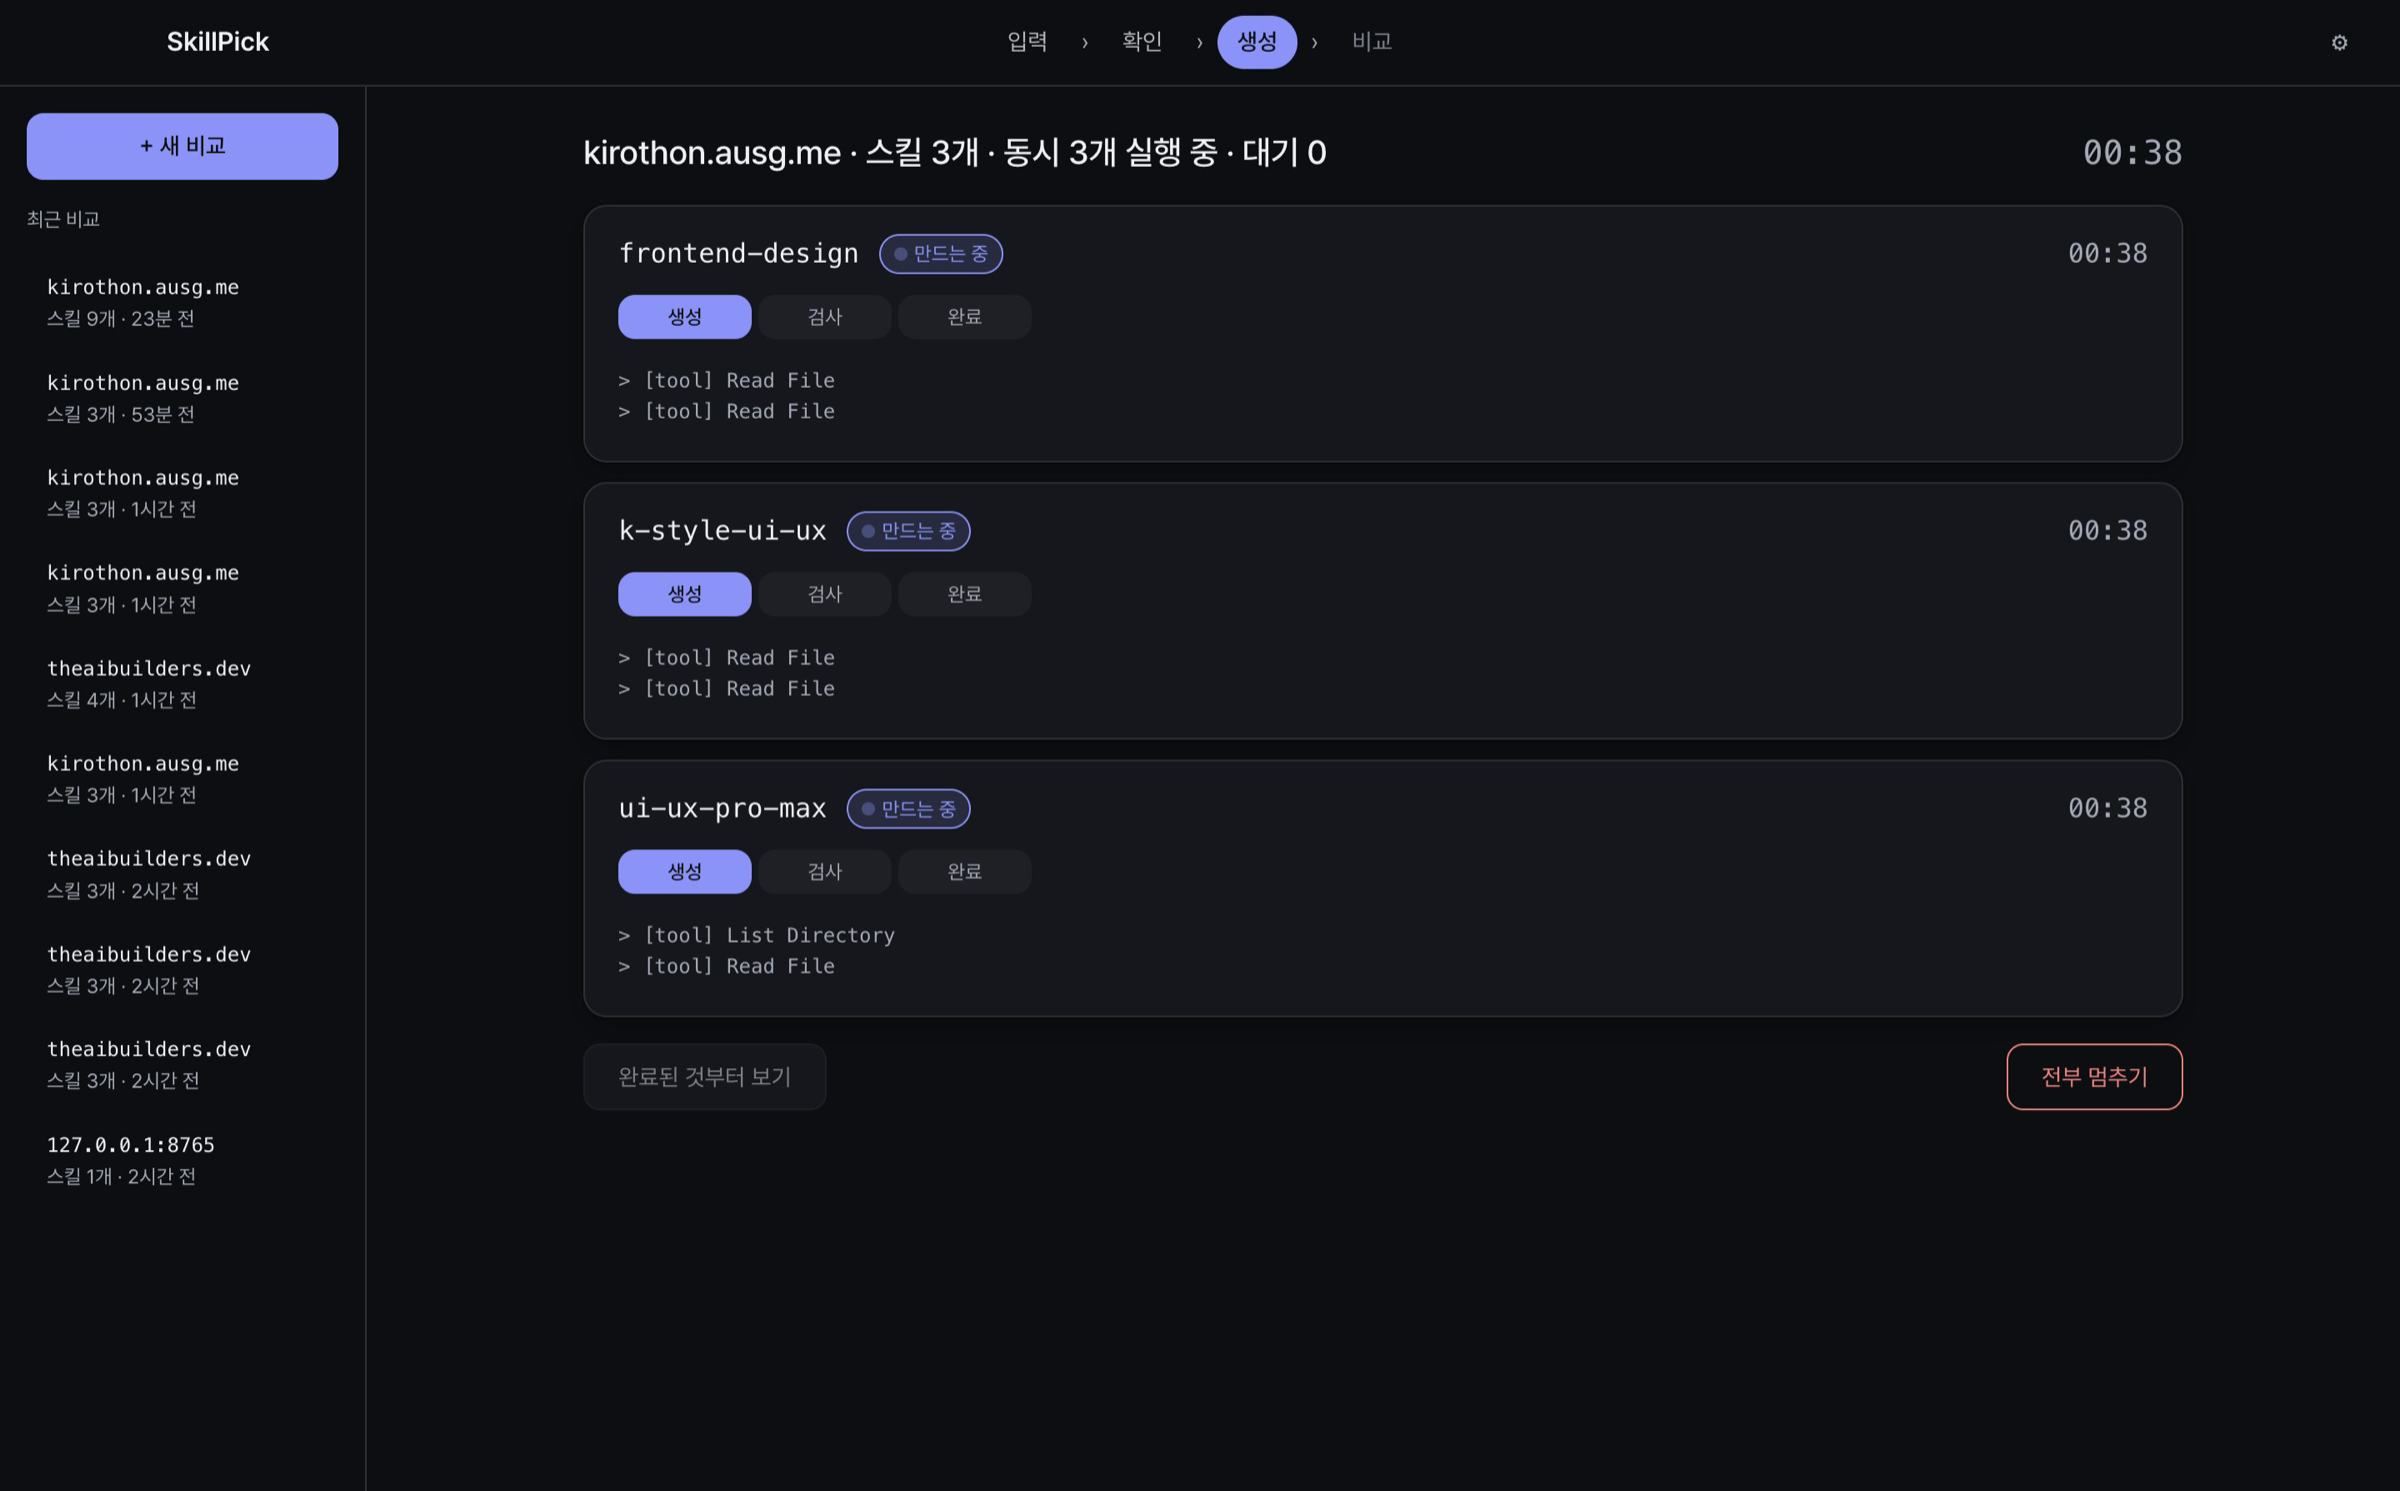 SkillPick
입력 › 확인 › 생성 › 비교
⚙
+ 새 비교
최근 비교
kirothon.ausg.me
스킬 9개 · 23분 전
kirothon.ausg.me
스킬 3개 · 53분 전
kirothon.ausg.me
스킬 3개 · 1시간 전
kirothon.ausg.me
스킬 3개 · 1시간 전
theaibuilders.dev
스킬 4개 · 1시간 전
kirothon.ausg.me
스킬 3개 · 1시간 전
theaibuilders.dev
스킬 3개 · 2시간 전
theaibuilders.dev
스킬 3개 · 2시간 전
theaibuilders.dev
스킬 3개 · 2시간 전
127.0.0.1:8765
스킬 1개 · 2시간 전
kirothon.ausg.me · 스킬 3개 · 동시 3개 실행 중 · 대기 0 00:38
frontend-design 만드는 중 00:38
생성 검사 완료
> [tool] Read File
> [tool] Read File
k-style-ui-ux 만드는 중 00:38
생성 검사 완료
> [tool] Read File
> [tool] Read File
ui-ux-pro-max 만드는 중 00:38
생성 검사 완료
> [tool] List Directory
> [tool] Read File
완료된 것부터 보기 전부 멈추기